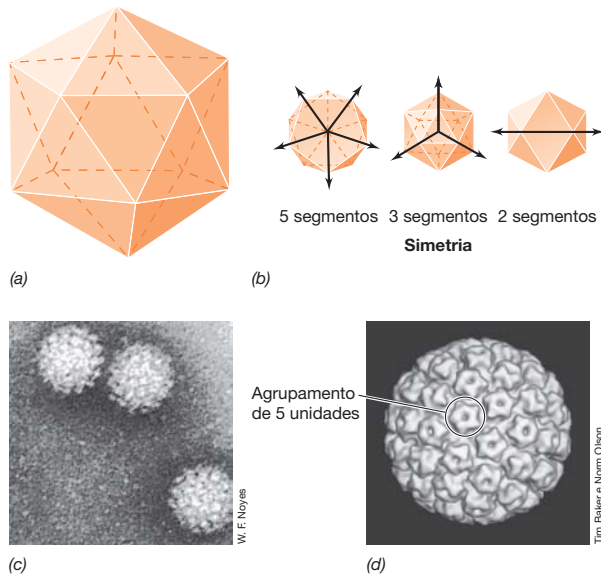 5 segmentos 3 segmentos 2 segmentos
Simetria
(a)
(b)
Agrupamento
de 5 unidades
W. F. Noyes
Tim Baker e Norm Olson
(c)
(d)